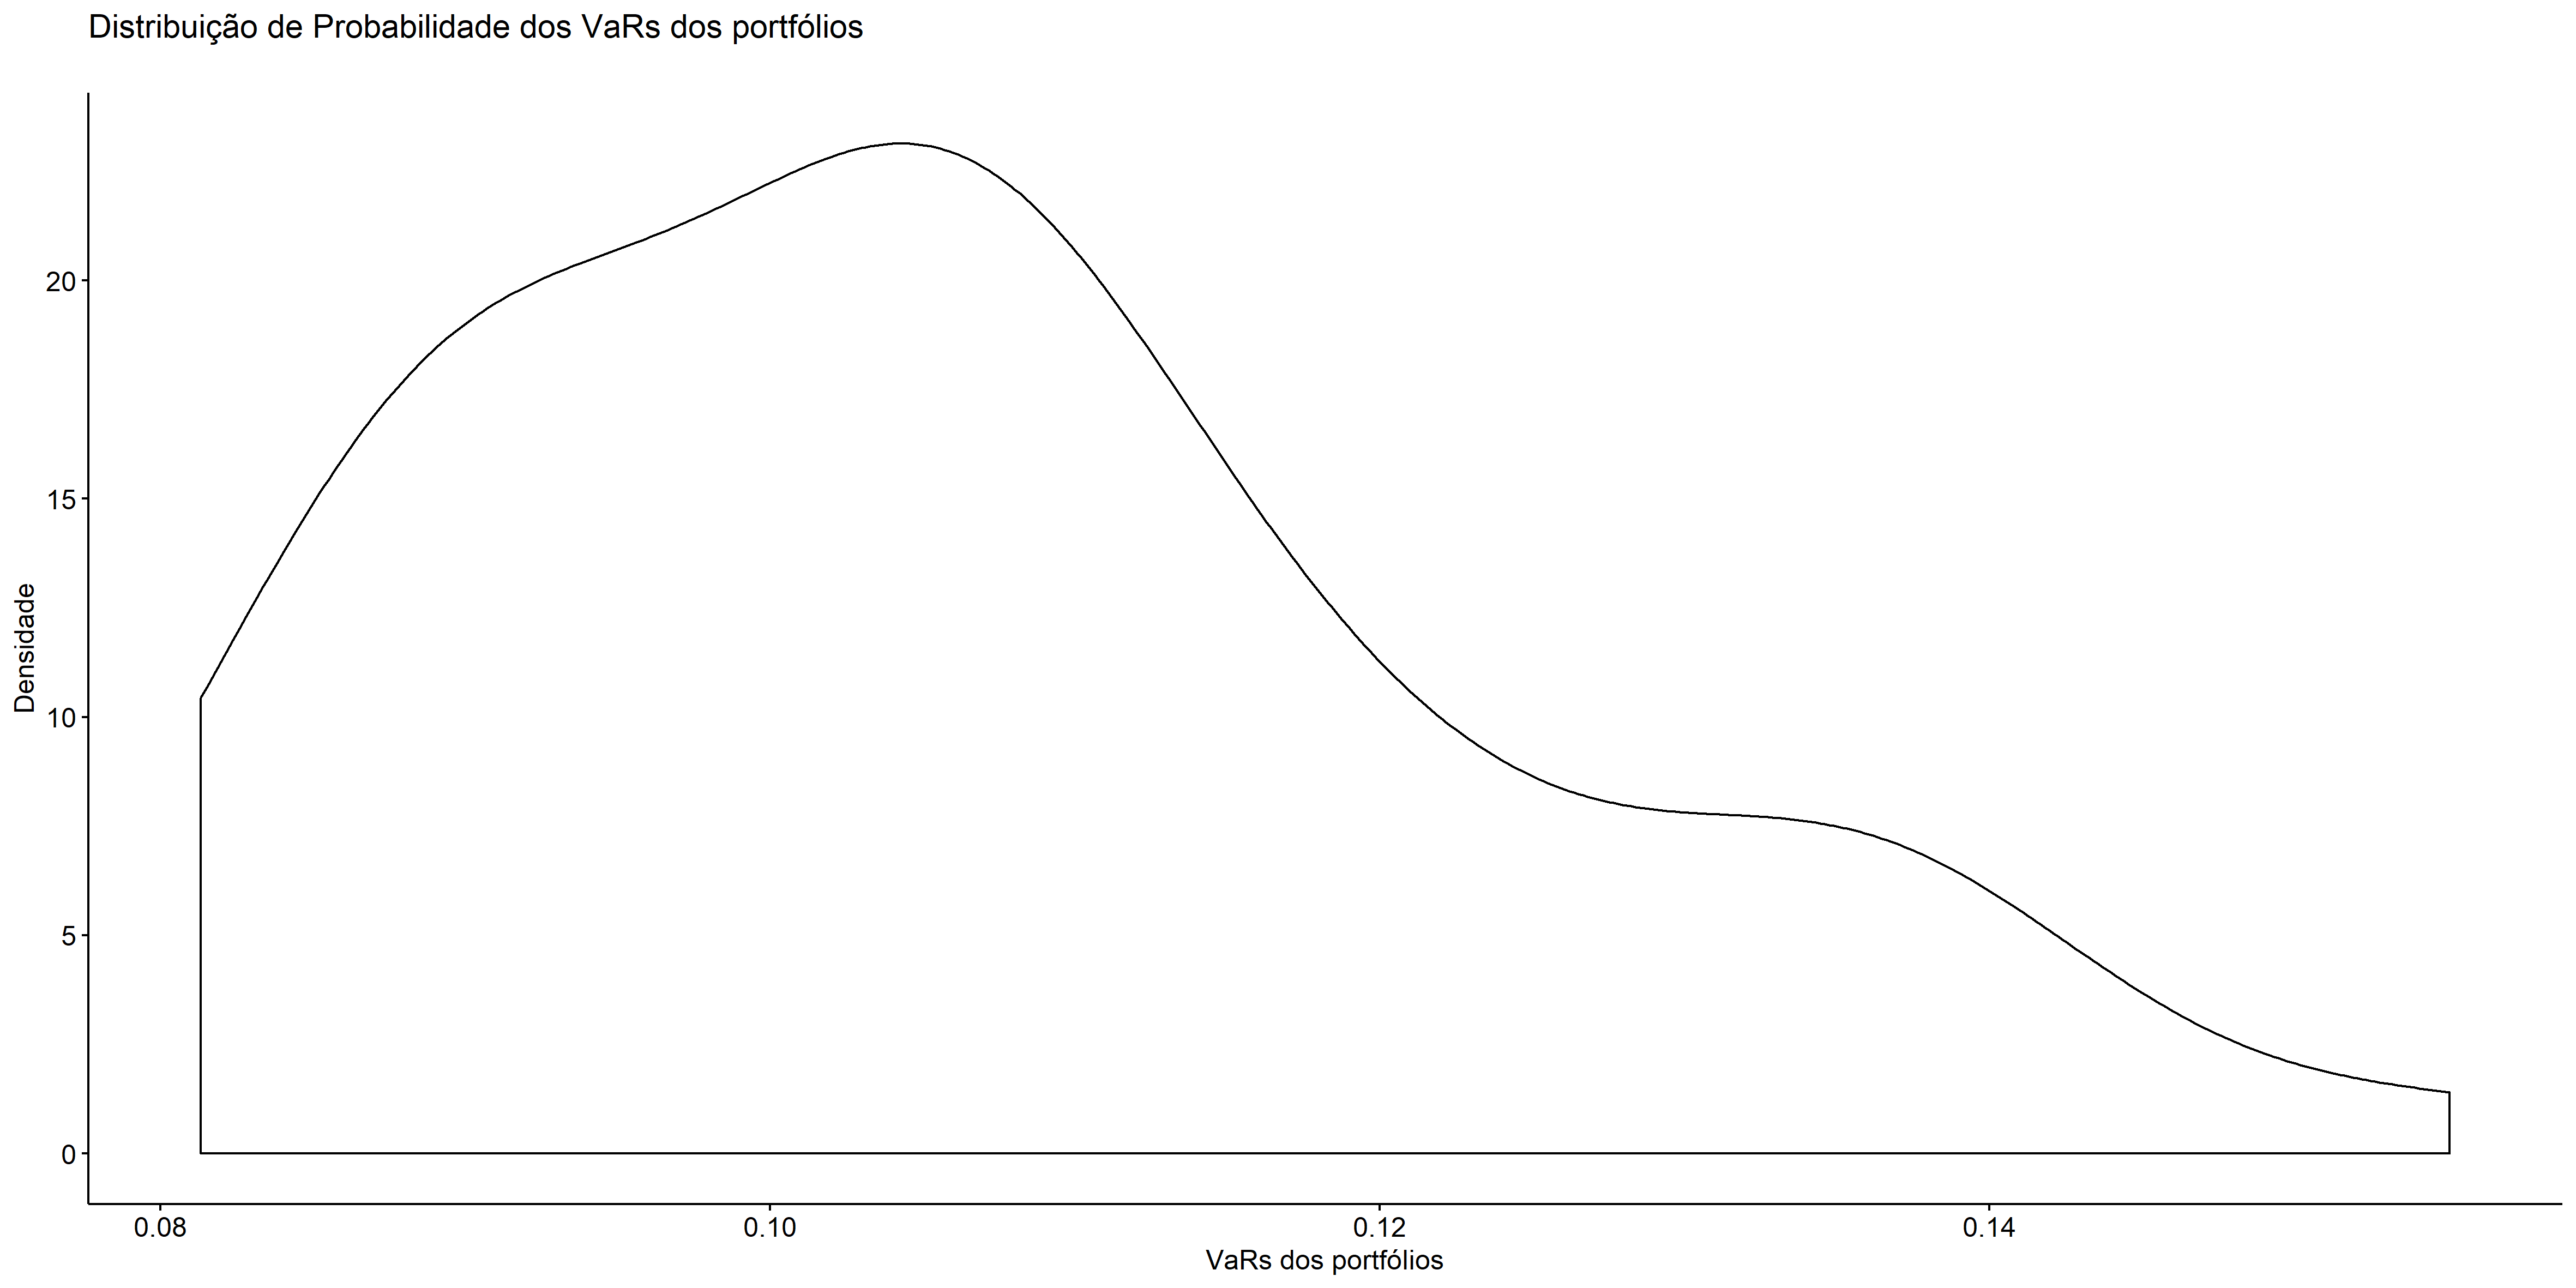 Distribuição de Probabilidade dos VaRs dos portfólios
Densidade
20
15
10
5
0
0.08 0.10 0.12 0.14
VaRs dos portfólios